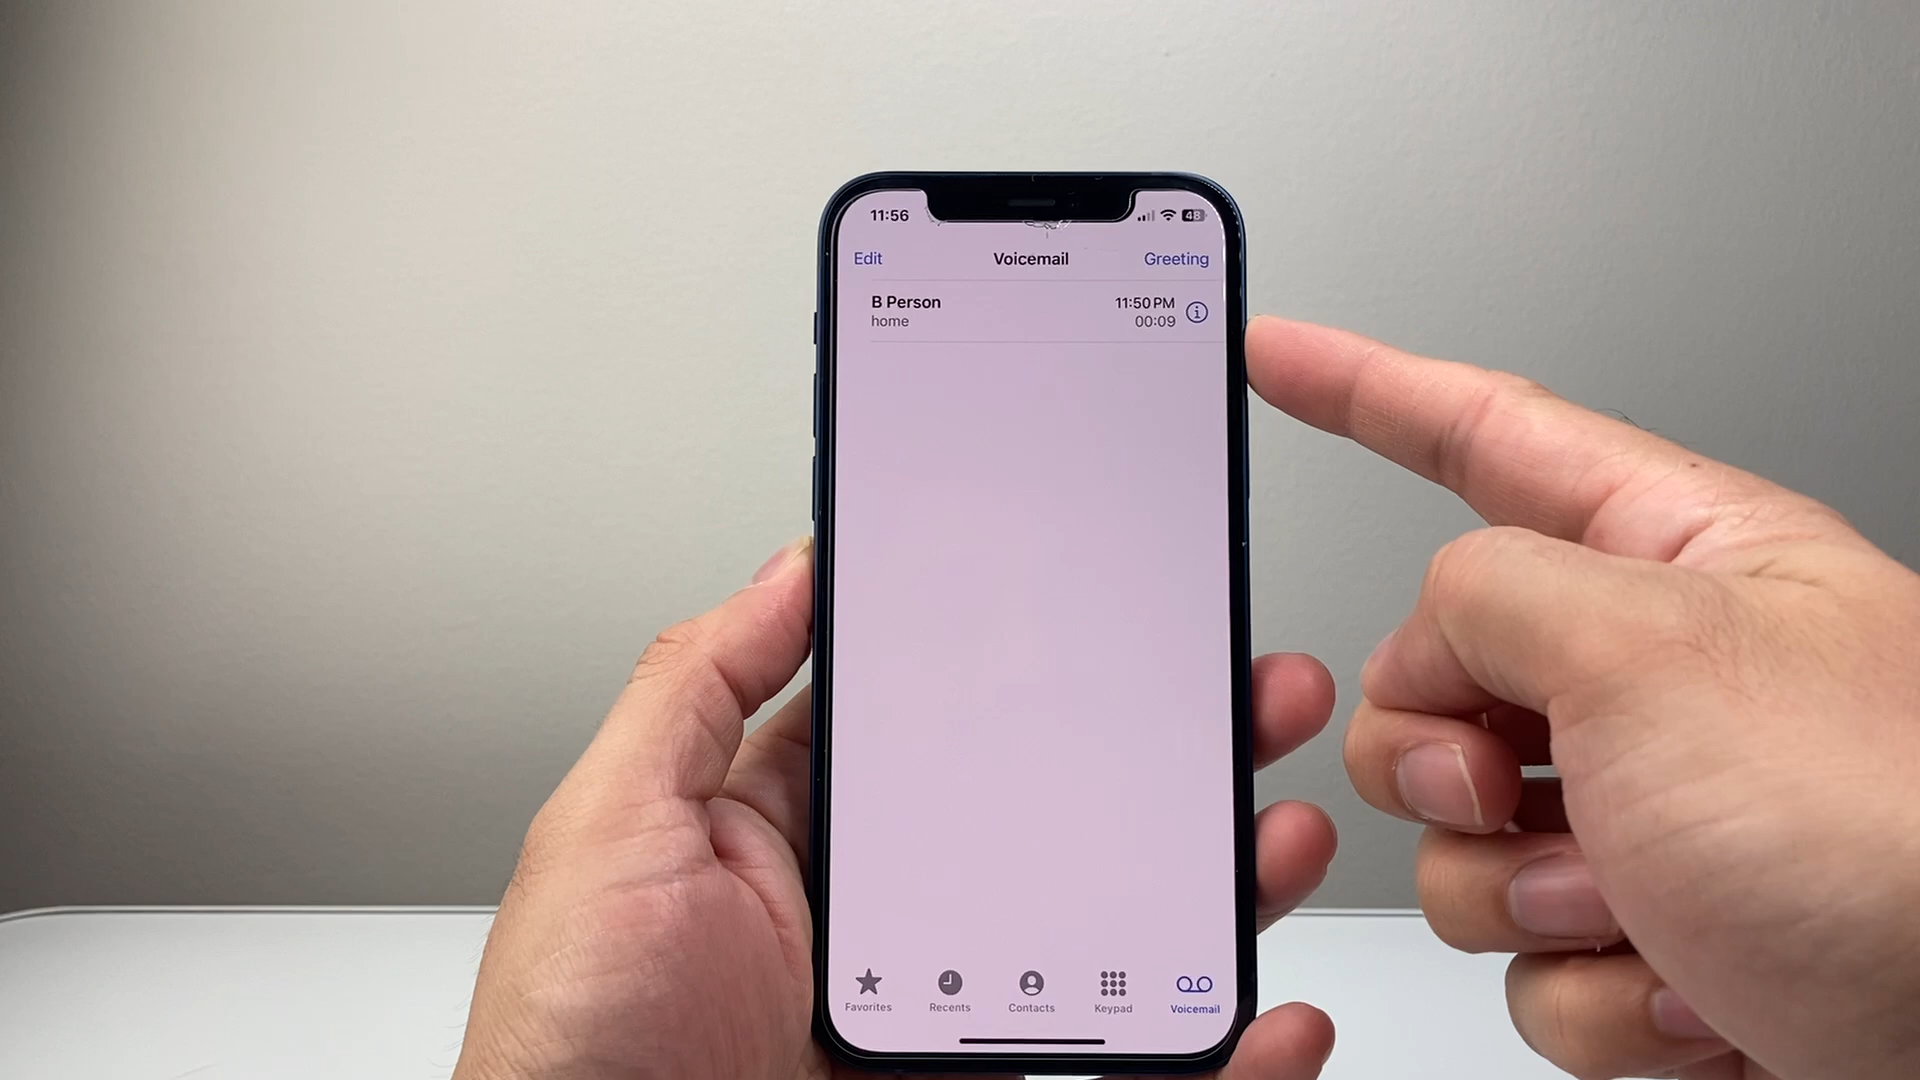 11:56 48
Edit Voicemail Greeting
B Person 11:50 PM
home 00:09
Favorites Recents Contacts Keypad Voicemail